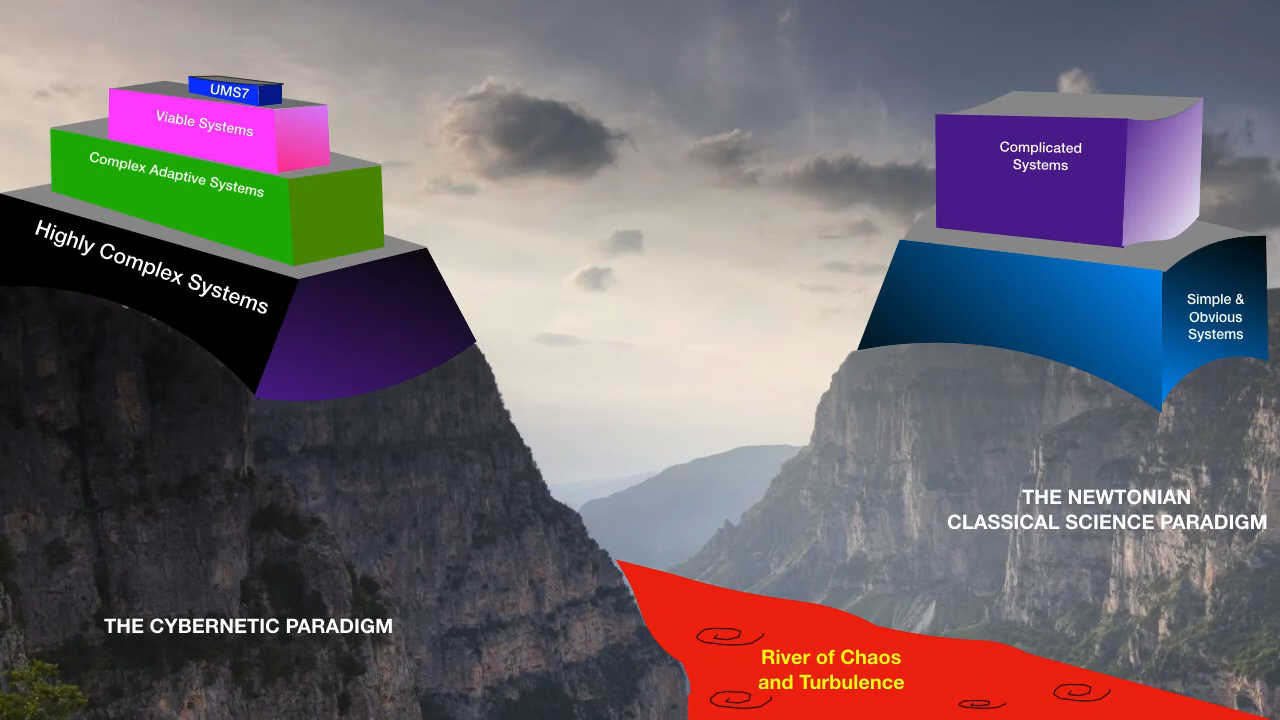 UMS7
Viable Systems
Complex Adaptive Systems
Highly Complex Systems
THE CYBERNETIC PARADIGM
Complicated
Systems
Simple &
Obvious
Systems
THE NEWTONIAN
CLASSICAL SCIENCE PARADIGM
River of Chaos
and Turbulence